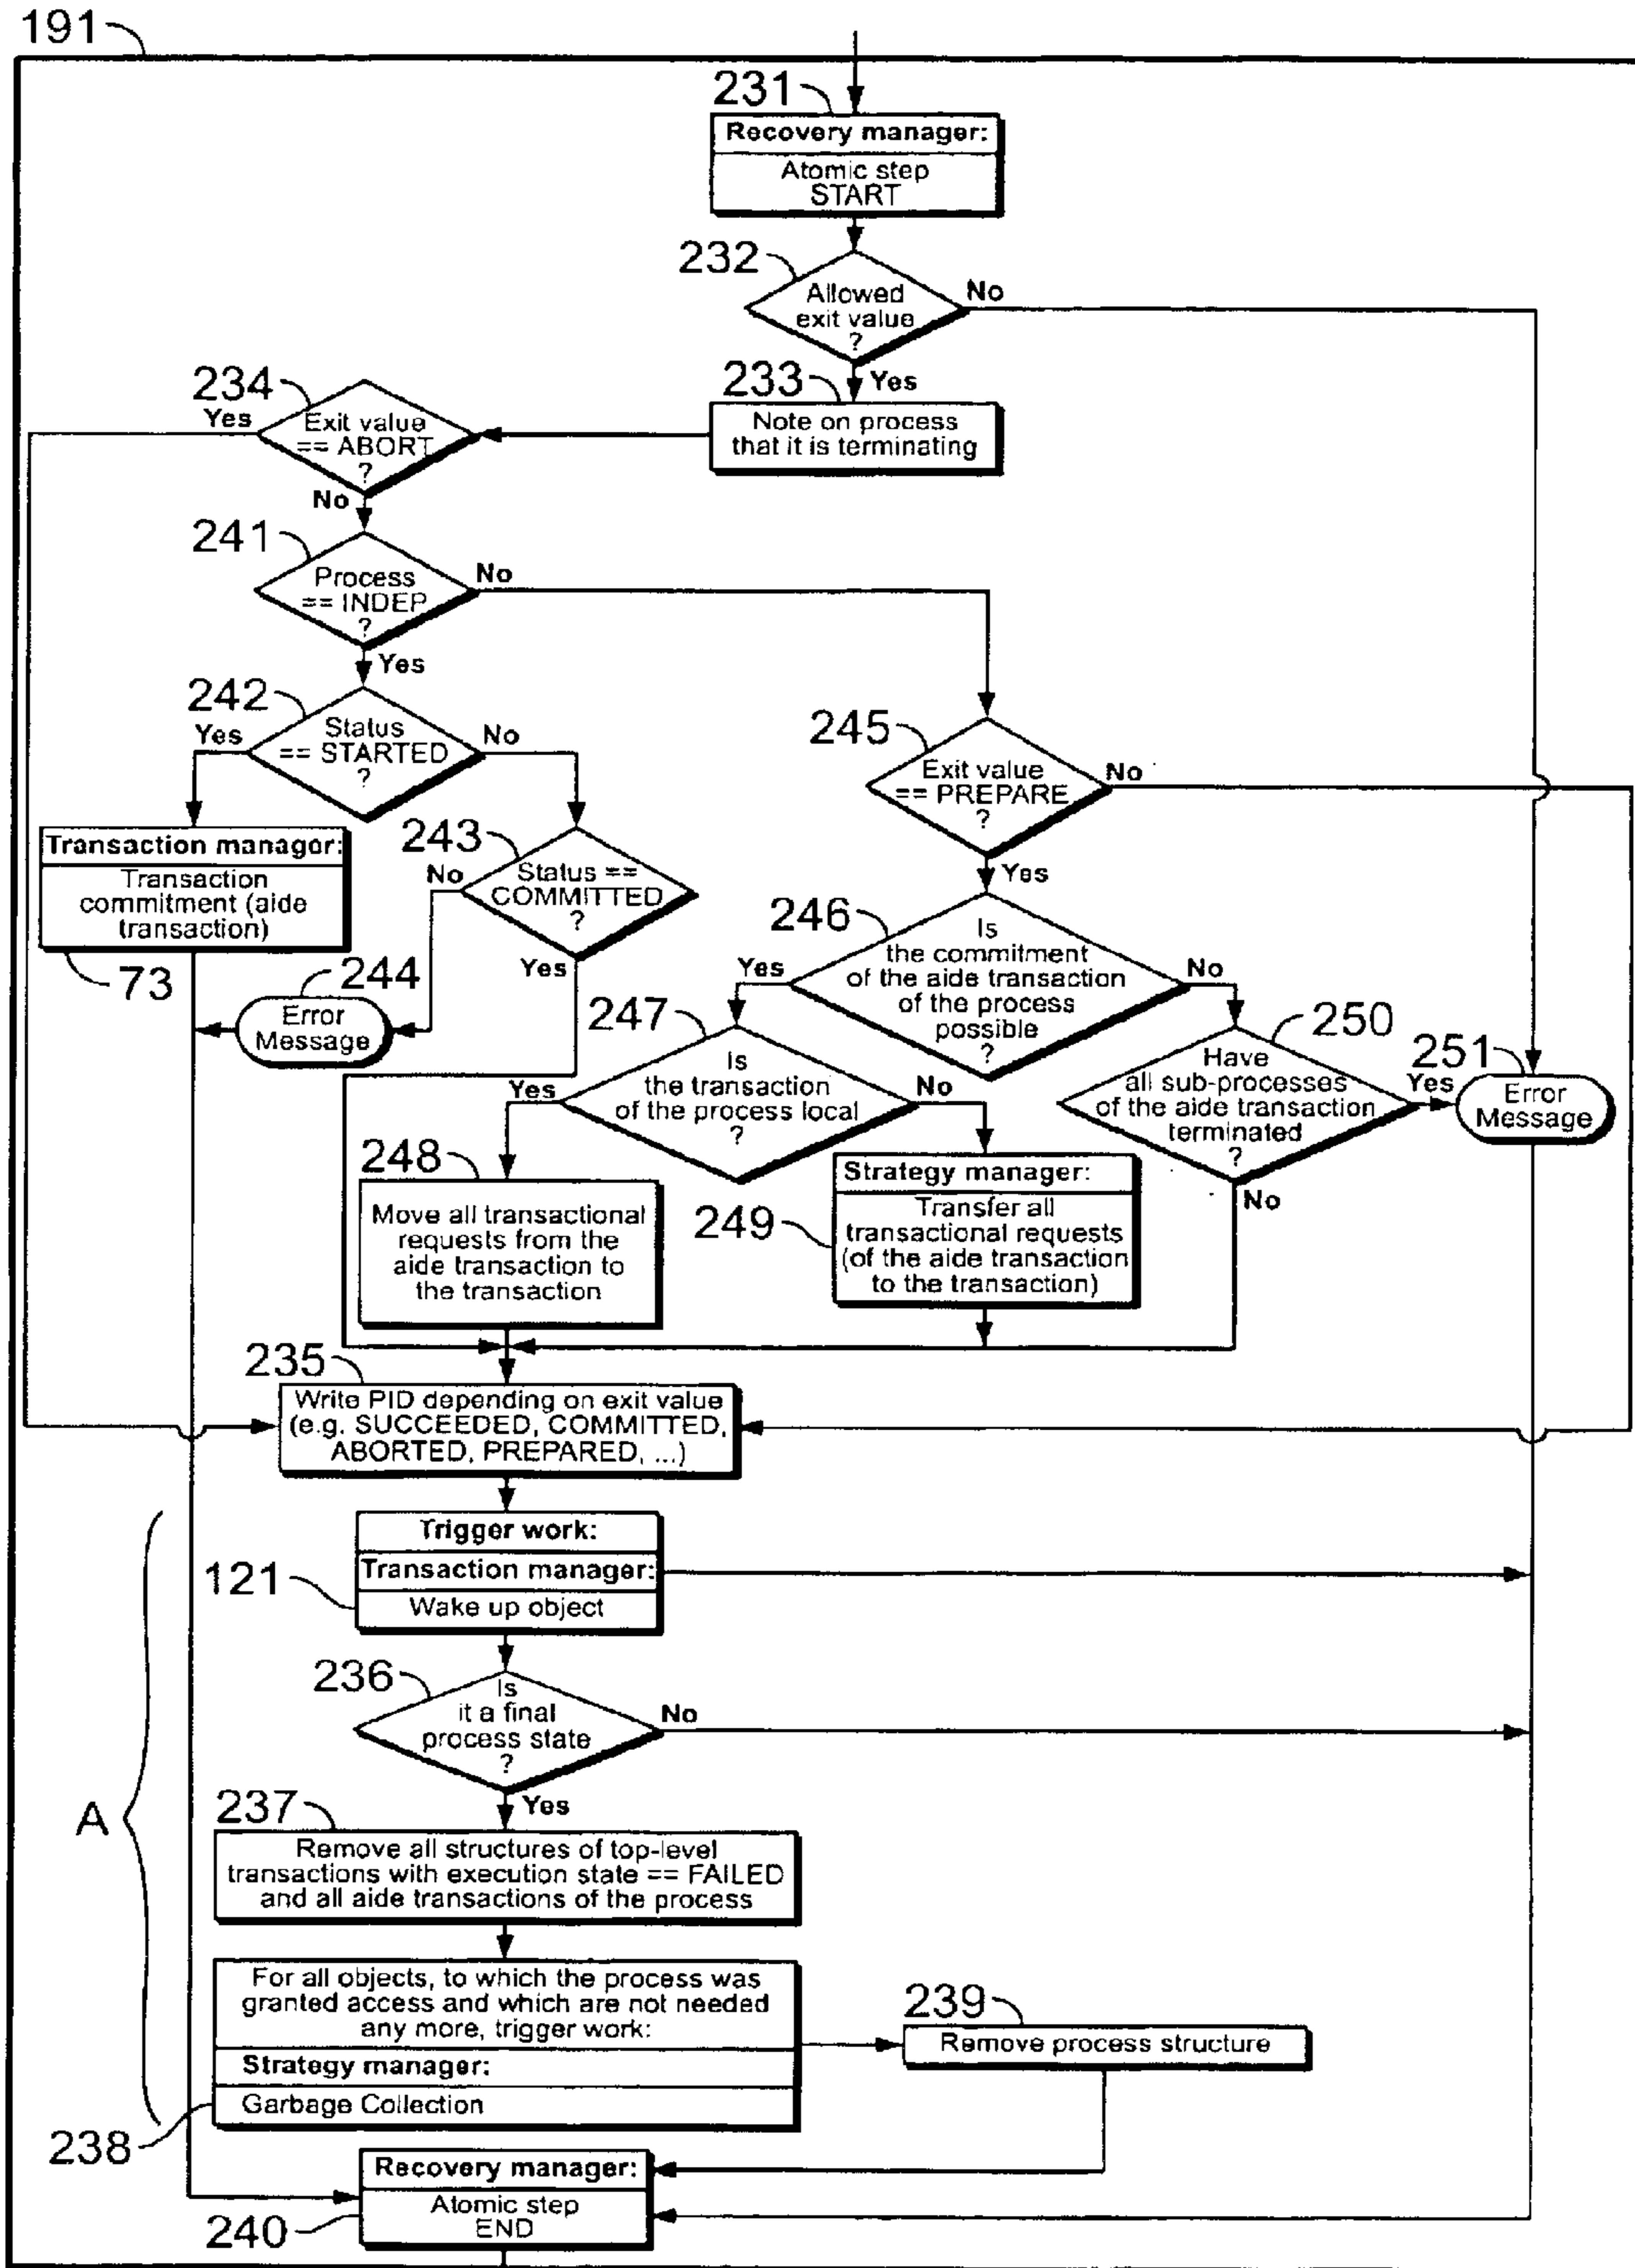 191
231
Recovery manager:
Atomic step
START
232
Allowed
exit value
?
No
Yes
233
Note on process
that it is terminating
234
Yes
Exit value
== ABORT
?
No
241
Process
== INDEP
?
No
Yes
242
Yes
Status
== STARTED
?
No
245
Exit value
== PREPARE
?
No
Yes
Transaction manager:
Transaction
commitment (aide
transaction)
73
243
No
Status ==
COMMITTED
?
Yes
244
Error
Message
246
Yes
Is
the commitment
of the aide transaction
of the process
possible
?
No
247
Yes
Is
the transaction
of the process local
?
No
250
Have
all sub-processes
of the aide transaction
terminated
?
Yes
No
251
Error
Message
248
Move all transactional
requests from the
aide transaction to
the transaction
Strategy manager:
249
Transfer all
transactional requests
(of the aide transaction
to the transaction)
235
Write PID depending on exit value
(e.g. SUCCEEDED, COMMITTED,
ABORTED, PREPARED, ...)
Trigger work:
Transaction manager:
121
Wake up object
236
Is
it a final
process state
?
No
Yes
A
237
Remove all structures of top-level
transactions with execution state == FAILED
and all aide transactions of the process
For all objects, to which the process was
granted access and which are not needed
any more, trigger work:
Strategy manager:
Garbage Collection
238
239
Remove process structure
Recovery manager:
Atomic step
END
240